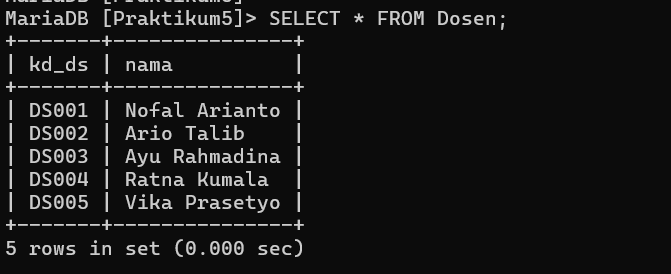 MariaDB [Praktikum5]> SELECT * FROM Dosen;
+-------+---------------+
| kd_ds | nama          |
+-------+---------------+
| DS001 | Nofal Arianto |
| DS002 | Ario Talib    |
| DS003 | Ayu Rahmadina |
| DS004 | Ratna Kumala  |
| DS005 | Vika Prasetyo |
+-------+---------------+
5 rows in set (0.000 sec)